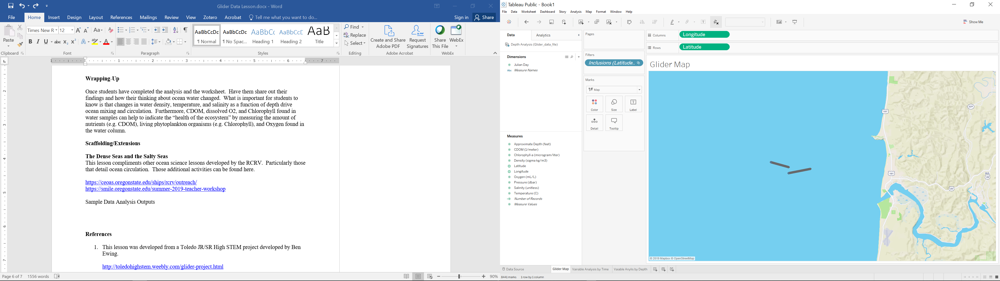 Glider Data Lesson.docx - Word
File Home Insert Design Layout References Mailings Review View Zotero Acrobat Tell me what you want to do... Sign in Share
Times New R 12
Paste
Clipboard
Font
Paragraph
AaBbCcDc AaBbCcDc AaBbCc AaBbCcC AaB
¶ Normal ¶ No Spac... Heading 1 Heading 2 Title
Styles
Find
Replace
Select
Editing
Create and Share Adobe PDF
Request Signatures
Adobe Acrobat
Share This File
WebEx
WebEx
Wrapping-Up
Once students have completed the analysis and the worksheet. Have them share out their
findings and how their thinking about ocean water changed. What is important for students to
know is that changes in water density, temperature, and salinity as a function of depth drive
ocean mixing and circulation. Furthermore, CDOM, dissolved O2, and Chlorophyll found in
water samples can help to indicate the “health of the ecosystem” by measuring the amount of
nutrients (e.g. CDOM), living phytoplankton organisms (e.g. Chlorophyll), and Oxygen found in
the water column.
Scaffolding/Extensions
The Dense Seas and the Salty Seas
This lesson compliments other ocean science lessons developed by the RCRV. Particularly those
that detail ocean circulation. Those additional activities can be found here.
https://ceoas.oregonstate.edu/ships/rcrv/outreach/
https://smile.oregonstate.edu/summer-2019-teacher-workshop
Sample Data Analysis Outputs
References
1. This lesson was developed from a Toledo JR/SR High STEM project developed by Ben
Ewing.
http://toledohighstem.weebly.com/glider-project.html
Page 6 of 7 1556 words 90%
Tableau Public - Book1
File Data Worksheet Dashboard Story Analysis Map Format Window Help
Show Me
Data Analytics
Depth Analysis (Glider_data_file)
Dimensions
Julian Day
Abc Measure Names
Measures
Approximate Depth (feet)
CDOM (1/meter)
Chlorophyll-a (microgram/liter)
Density (sigma kg/m3)
Latitude
Longitude
Oxygen (mL/L)
Pressure (dbar)
Salinity (unitless)
Temperature (C)
Number of Records
Measure Values
Pages
Filters
Inclusions (Latitude..
Marks
Map
Color Size Label
Detail Tooltip
Columns Longitude
Rows Latitude
Glider Map
229
101
101
BUS
20
20
© 2019 Mapbox © OpenStreetMap
Data Source Glider Map Vairable Analysis by Time Vaiable Anylis by Depth
8441 marks 1 row by 1 column